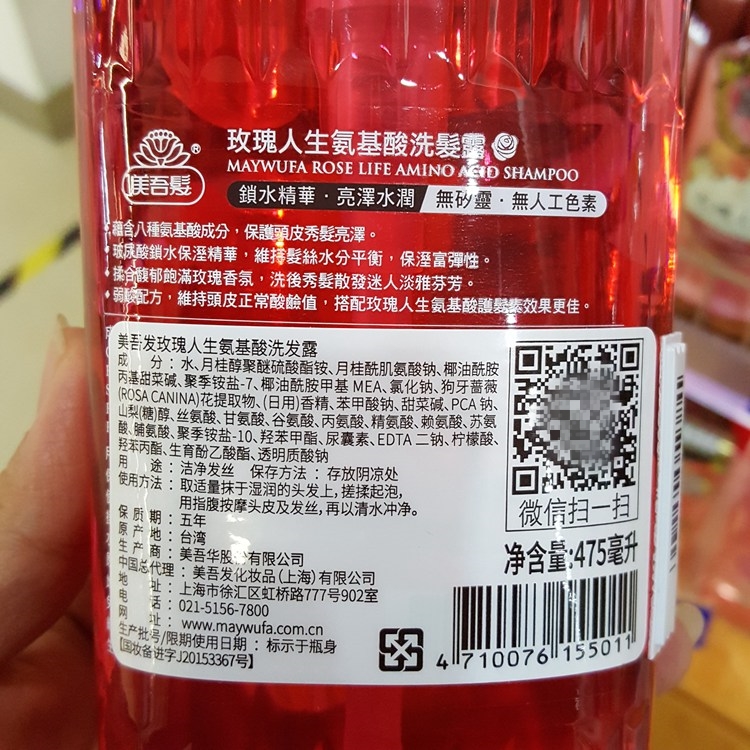 美吾髮®
玫瑰人生氨基酸洗髮露
MAYWUFA ROSE LIFE AMINO ACID SHAMPOO
鎖水精華·亮澤水潤 無矽靈·無人工色素
蘊含八種氨基酸成分，保護頭皮秀髮亮澤。
玻尿酸鎖水保溼精華，維持髮絲水分平衡，保溼富彈性。
揉合馥郁飽滿玫瑰香氛，洗後秀髮散發迷人淡雅芬芳。
弱酸配方，維持頭皮正常酸鹼值，搭配玫瑰人生氨基酸護髮素效果更佳。
美吾发玫瑰人生氨基酸洗发露
成 分：水、月桂醇聚醚硫酸酯铵、月桂酰肌氨酸钠、椰油酰胺
丙基甜菜碱、聚季铵盐-7、椰油酰胺甲基 MEA、氯化钠、狗牙蔷薇
(ROSA CANINA)花提取物、(日用)香精、苯甲酸钠、甜菜碱、PCA 钠、
山梨(糖)醇、丝氨酸、甘氨酸、谷氨酸、丙氨酸、精氨酸、赖氨酸、苏氨
酸、脯氨酸、聚季铵盐-10、羟苯甲酯、尿囊素、EDTA 二钠、柠檬酸、
羟苯丙酯、生育酚乙酸酯、透明质酸钠
用 途：洁净发丝 保存方法：存放阴凉处
使用方法：取适量抹于湿润的头发上，搓揉起泡，
用指腹按摩头皮及发丝，再以清水冲净。
保 质 期：五年
原 产 地：台湾
生 产 商：美吾华股份有限公司
中国总代理：美吾发化妆品(上海)有限公司
地 址：上海市徐汇区虹桥路777号902室
电 话：021-5156-7800
网 址：www.maywufa.com.cn
生产批号/限期使用日期：标示于瓶身
【国妆备进字J20153367号】
微信扫一扫
净含量:475毫升
4 710076 155011